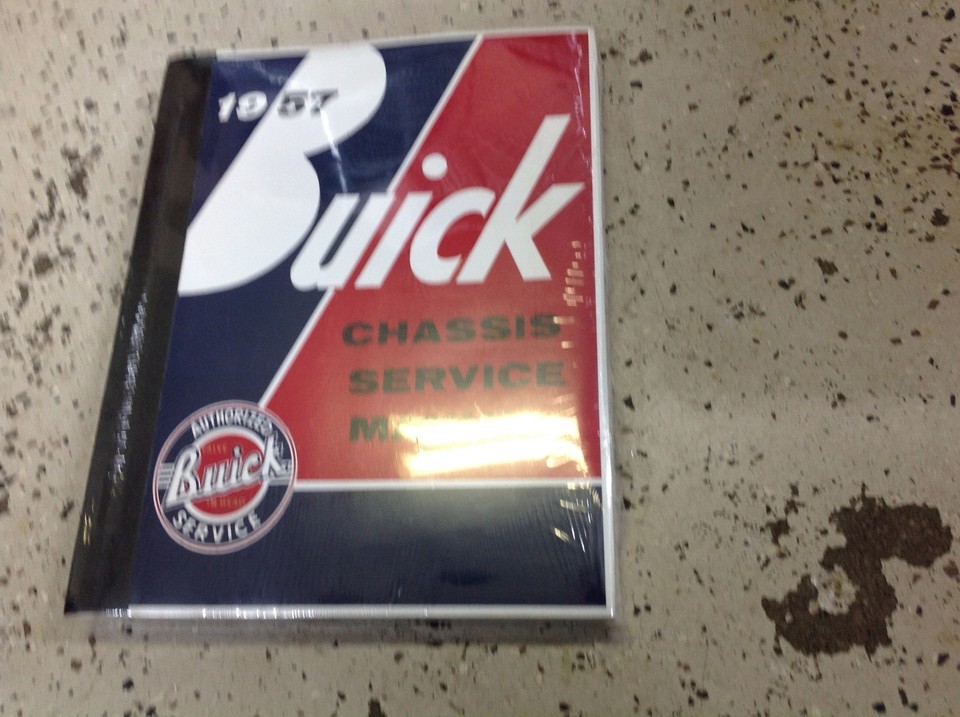 1957
Buick
CHASSIS
SERVICE
AUTHORIZED
Buick
SERVICE